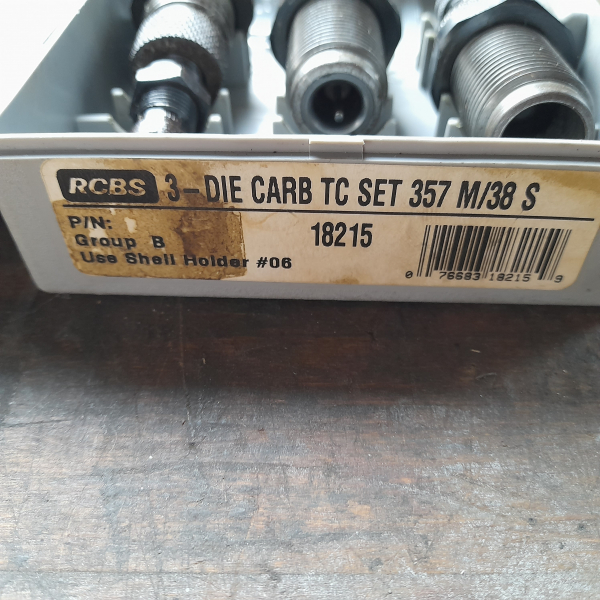 RCBS 3-DIE CARB TC SET 357 M/38 S
P/N: 18215
Group B
Use Shell Holder #06
0 76683 18215 9